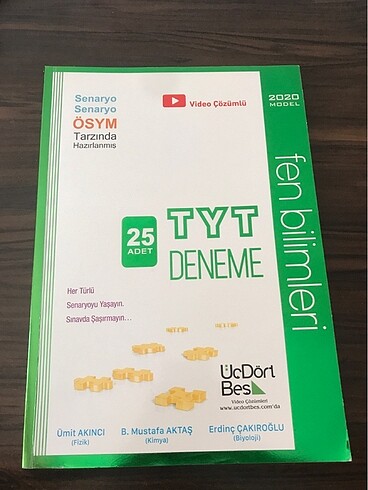 Senaryo
Senaryo
ÖSYM
Tarzında
Hazırlanmış
Video Çözümlü
2020
MODEL
fen bilimleri
25
ADET
TYT
DENEME
Her Türlü
Senaryoyu Yaşayın.
Sınavda Şaşırmayın...
ÜçDört
Beş
Video Çözümleri
www.ucdortbes.com'da
Ümit AKINCI
(Fizik)
B. Mustafa AKTAŞ
(Kimya)
Erdinç ÇAKIROĞLU
(Biyoloji)